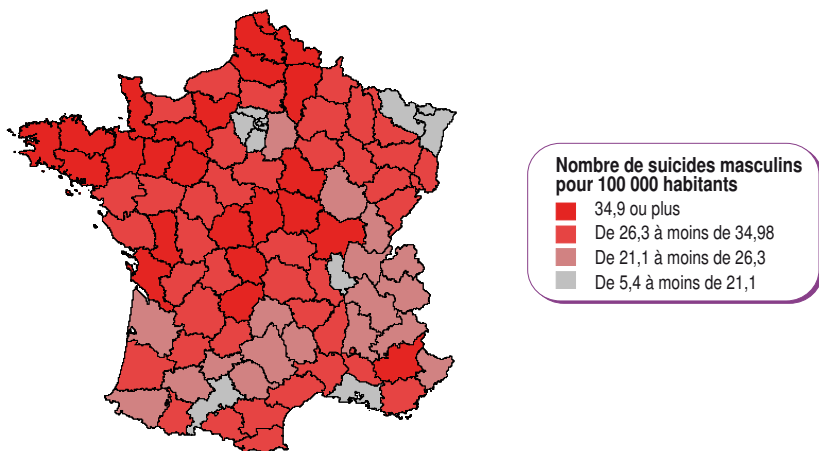 Nombre de suicides masculins
pour 100 000 habitants
34,9 ou plus
De 26,3 à moins de 34,98
De 21,1 à moins de 26,3
De 5,4 à moins de 21,1